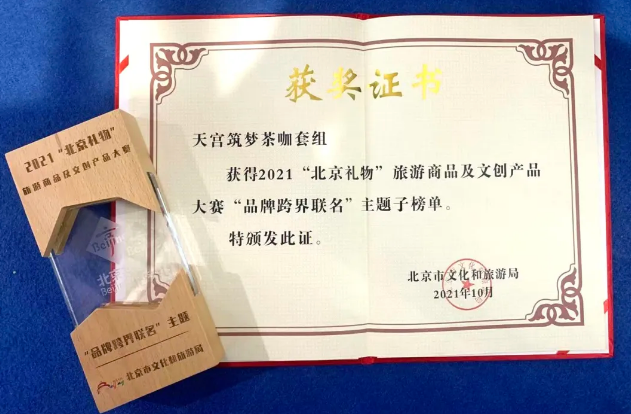 获奖证书
天宫筑梦茶咖套组
获得2021“北京礼物”旅游商品及文创产品
大赛“品牌跨界联名”主题子榜单。
特颁发此证。
北京市文化和旅游局
2021年10月
2021“北京礼物”
旅游商品及文创产品大赛
Beijing
北京
“品牌跨界联名”主题
北京市文化和旅游局